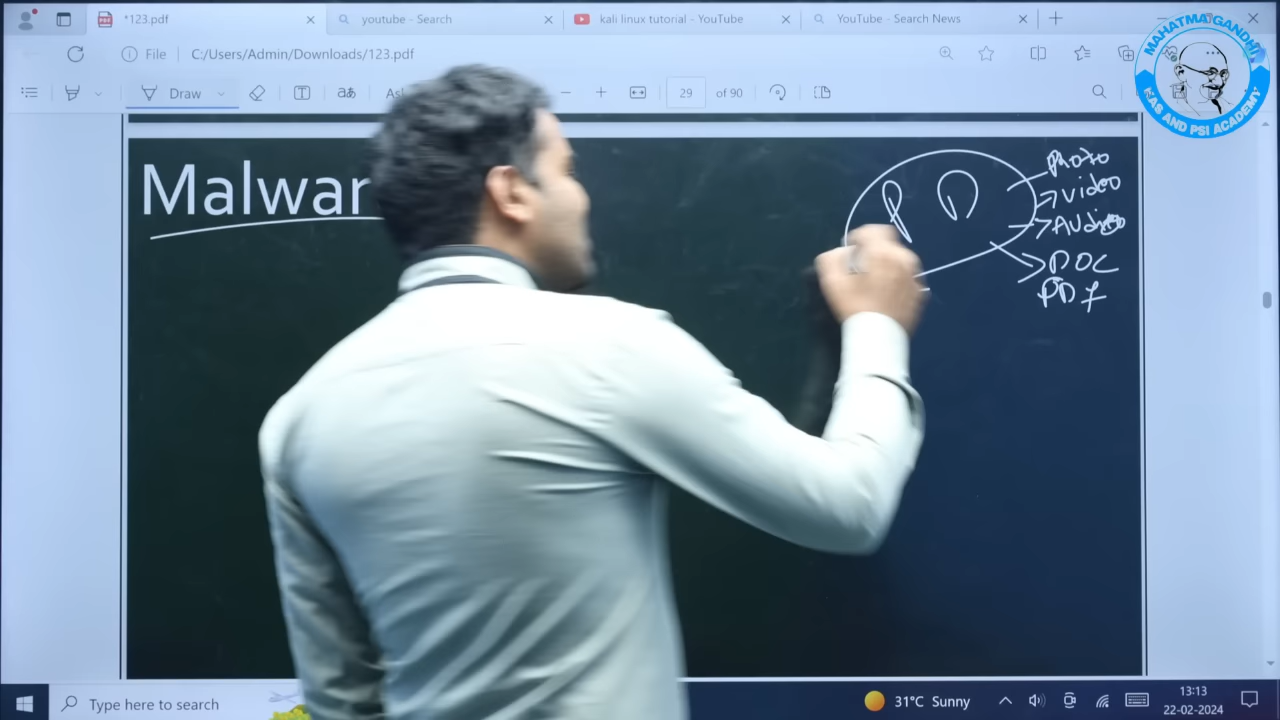 *123.pdf
youtube - Search
kali linux tutorial - YouTube
YouTube - Search News
File
C:/Users/Admin/Downloads/123.pdf
Draw
Ask
29
of 90
MAHATMA GANDHI
KAS AND PSI ACADEMY
Malwar
Photo
Video
Audio
DOC
PDF
Type here to search
31°C Sunny
13:13
22-02-2024